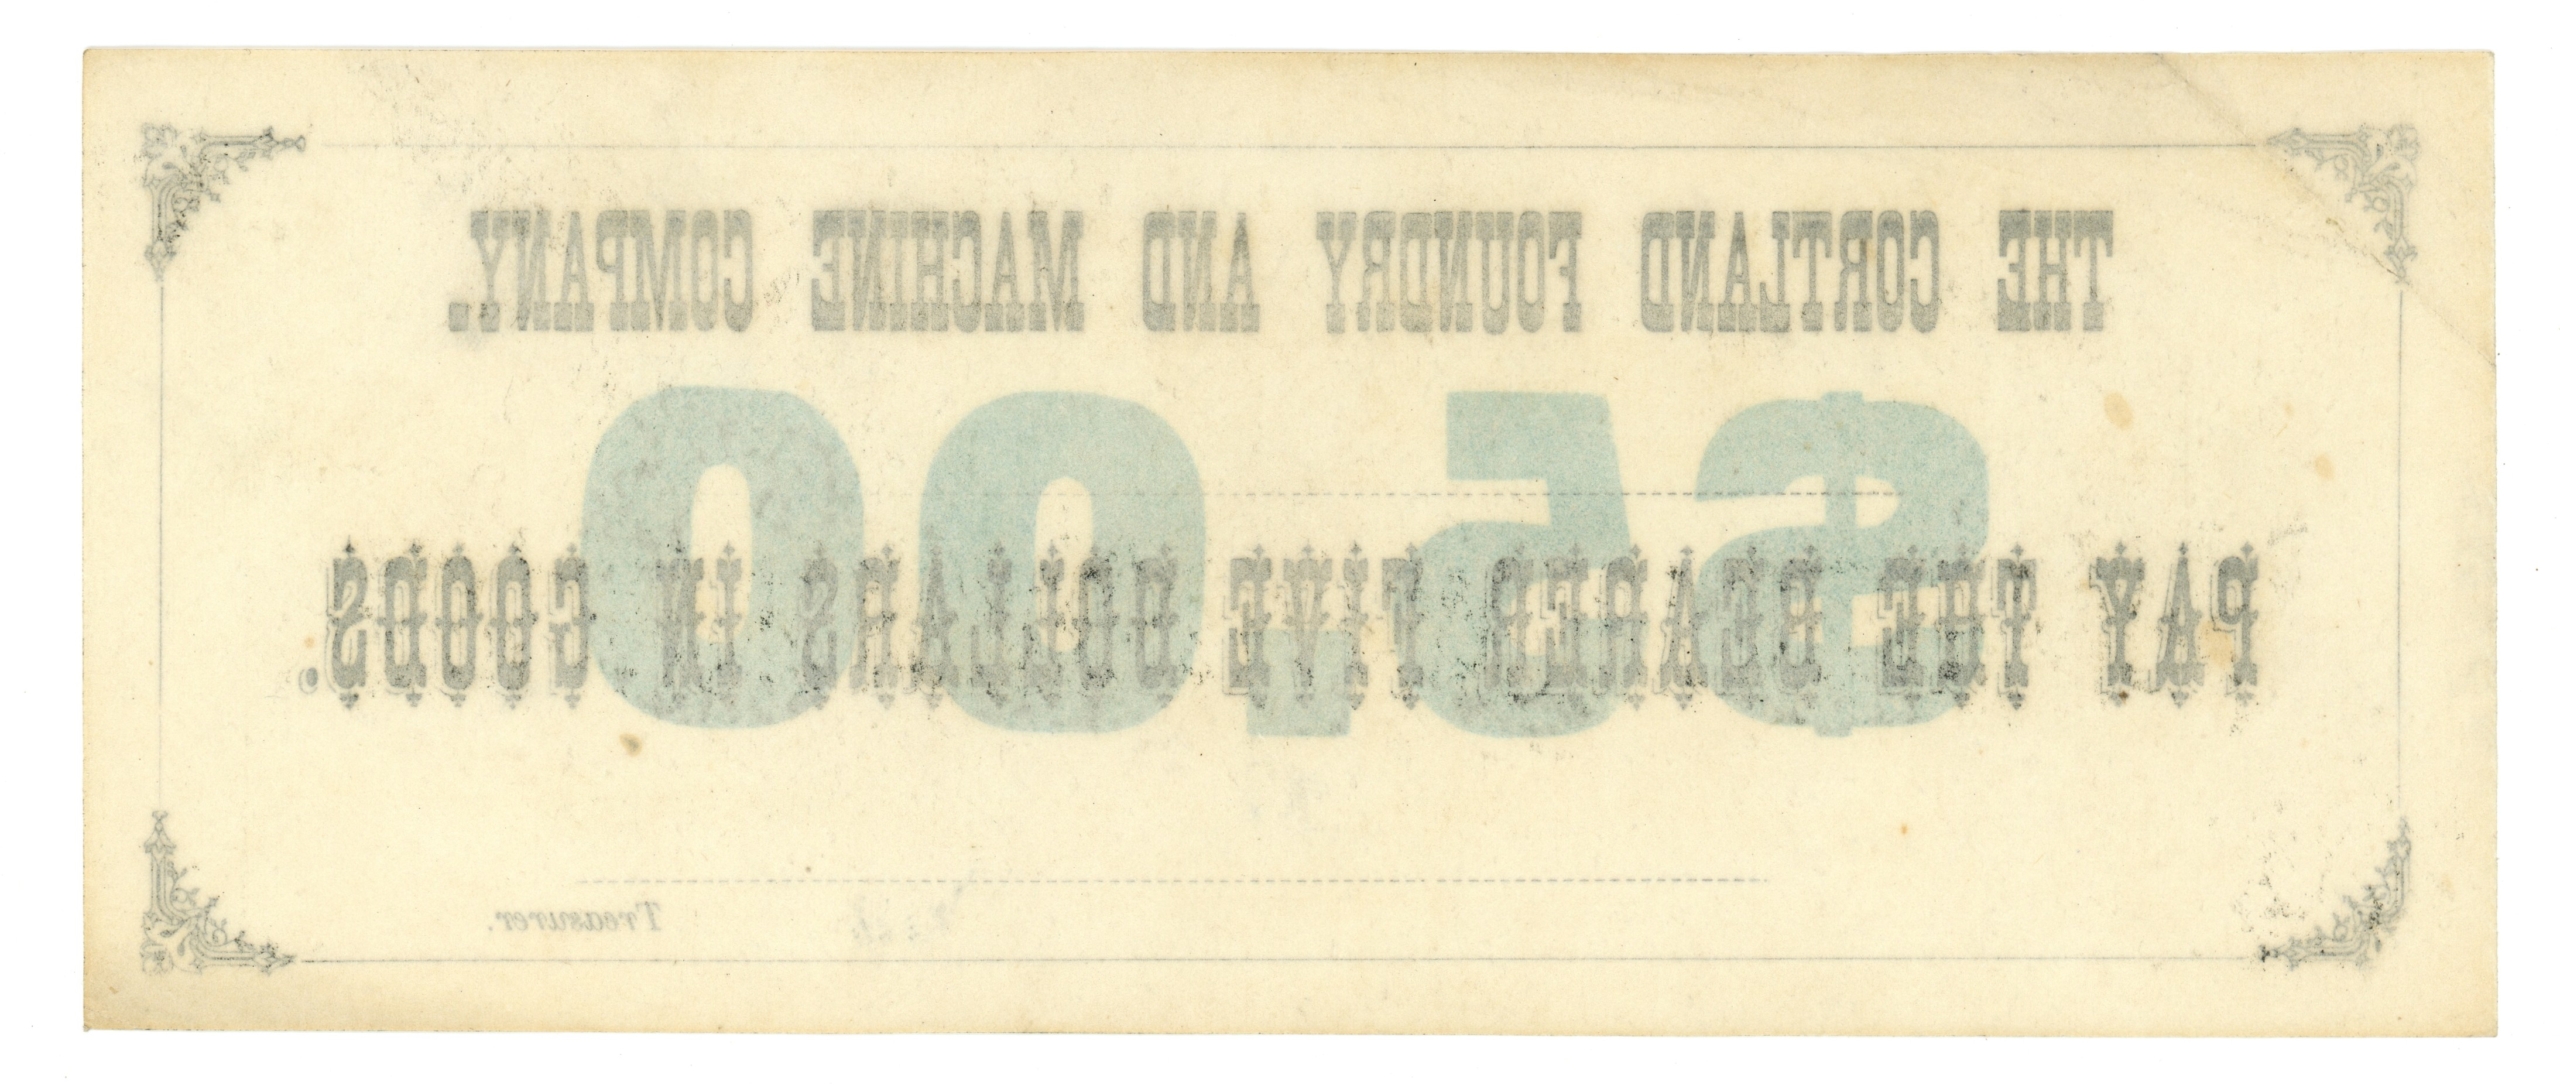 THE CORTLAND FOUNDRY AND MACHINE COMPANY.
$5.00
PAY THE BEARER FIVE DOLLARS IN GOODS.
Treasurer.